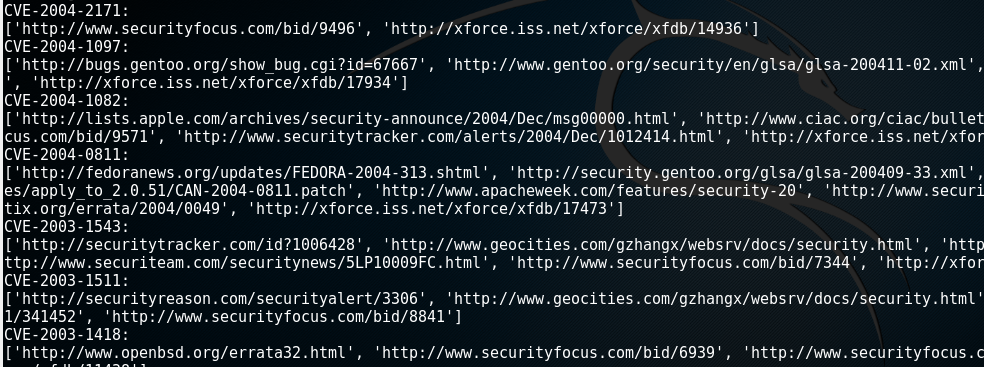 CVE-2004-2171:
['http://www.securityfocus.com/bid/9496', 'http://xforce.iss.net/xforce/xfdb/14936']
CVE-2004-1097:
['http://bugs.gentoo.org/show_bug.cgi?id=67667', 'http://www.gentoo.org/security/en/glsa/glsa-200411-02.xml',
', 'http://xforce.iss.net/xforce/xfdb/17934']
CVE-2004-1082:
['http://lists.apple.com/archives/security-announce/2004/Dec/msg00000.html', 'http://www.ciac.org/ciac/bullet
cus.com/bid/9571', 'http://www.securitytracker.com/alerts/2004/Dec/1012414.html', 'http://xforce.iss.net/xfor
CVE-2004-0811:
['http://fedoranews.org/updates/FEDORA-2004-313.shtml', 'http://security.gentoo.org/glsa/glsa-200409-33.xml',
es/apply_to_2.0.51/CAN-2004-0811.patch', 'http://www.apacheweek.com/features/security-20', 'http://www.securi
tix.org/errata/2004/0049', 'http://xforce.iss.net/xforce/xfdb/17473']
CVE-2003-1543:
['http://securitytracker.com/id?1006428', 'http://www.geocities.com/gzhangx/websrv/docs/security.html', 'http
ttp://www.securiteam.com/securitynews/5LP10009FC.html', 'http://www.securityfocus.com/bid/7344', 'http://xfor
CVE-2003-1511:
['http://securityreason.com/securityalert/3306', 'http://www.geocities.com/gzhangx/websrv/docs/security.html'
1/341452', 'http://www.securityfocus.com/bid/8841']
CVE-2003-1418:
['http://www.openbsd.org/errata32.html', 'http://www.securityfocus.com/bid/6939', 'http://www.securityfocus.c